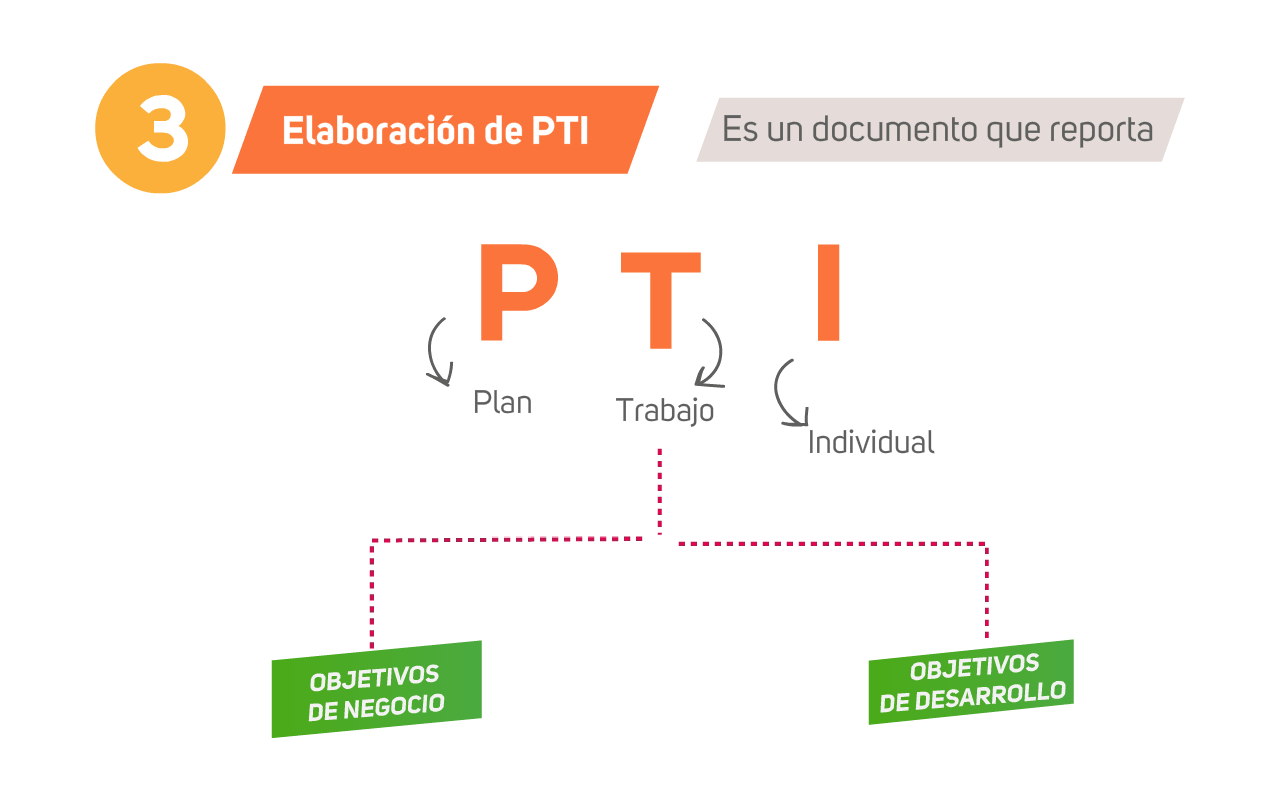 3
Elaboración de PTI
Es un documento que reporta
P T I
Plan
Trabajo
Individual
OBJETIVOS
DE NEGOCIO
OBJETIVOS
DE DESARROLLO